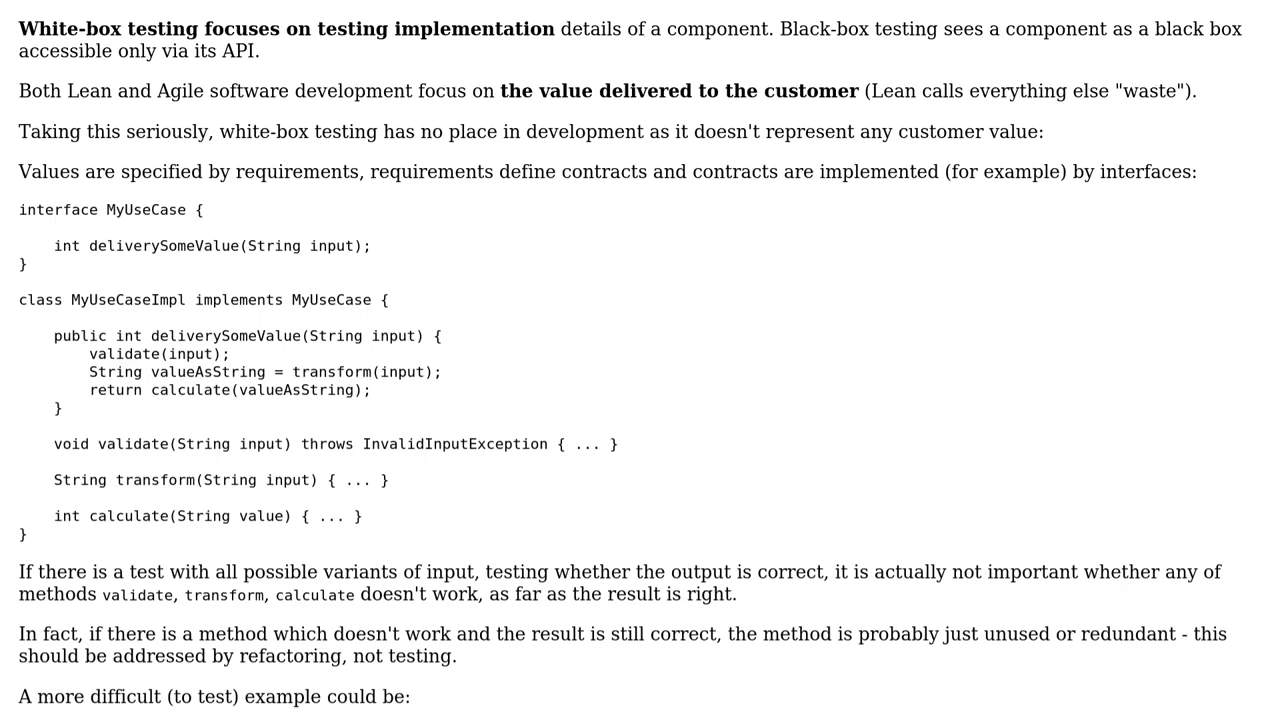 White-box testing focuses on testing implementation details of a component. Black-box testing sees a component as a black box
accessible only via its API.
Both Lean and Agile software development focus on the value delivered to the customer (Lean calls everything else "waste").
Taking this seriously, white-box testing has no place in development as it doesn't represent any customer value:
Values are specified by requirements, requirements define contracts and contracts are implemented (for example) by interfaces:
interface MyUseCase {
    int deliverySomeValue(String input);
}
class MyUseCaseImpl implements MyUseCase {
    public int deliverySomeValue(String input) {
        validate(input);
        String valueAsString = transform(input);
        return calculate(valueAsString);
    }
    void validate(String input) throws InvalidInputException { ... }
    String transform(String input) { ... }
    int calculate(String value) { ... }
}
If there is a test with all possible variants of input, testing whether the output is correct, it is actually not important whether any of
methods validate, transform, calculate doesn't work, as far as the result is right.
In fact, if there is a method which doesn't work and the result is still correct, the method is probably just unused or redundant - this
should be addressed by refactoring, not testing.
A more difficult (to test) example could be: